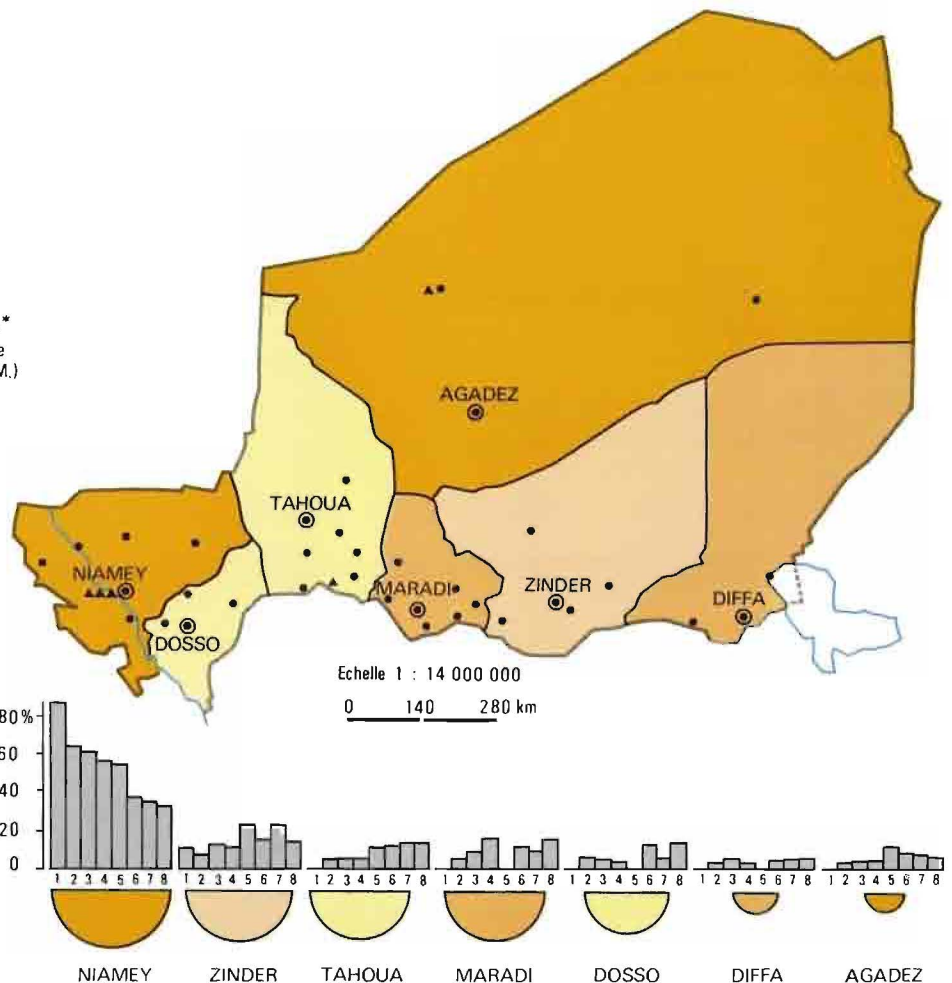 *
e
M.)
AGADEZ
TAHOUA
NIAMEY
MARADI
ZINDER
DIFFA
DOSSO
Echelle 1 : 14 000 000
0 140 280 km
80%
60
40
20
0
1 2 3 4 5 6 7 8 1 2 3 4 5 6 7 8 1 2 3 4 5 6 7 8 1 2 3 4 5 6 7 8 1 2 3 4 5 6 7 8 1 2 3 4 5 6 7 8 1 2 3 4 5 6 7 8
NIAMEY ZINDER TAHOUA MARADI DOSSO DIFFA AGADEZ